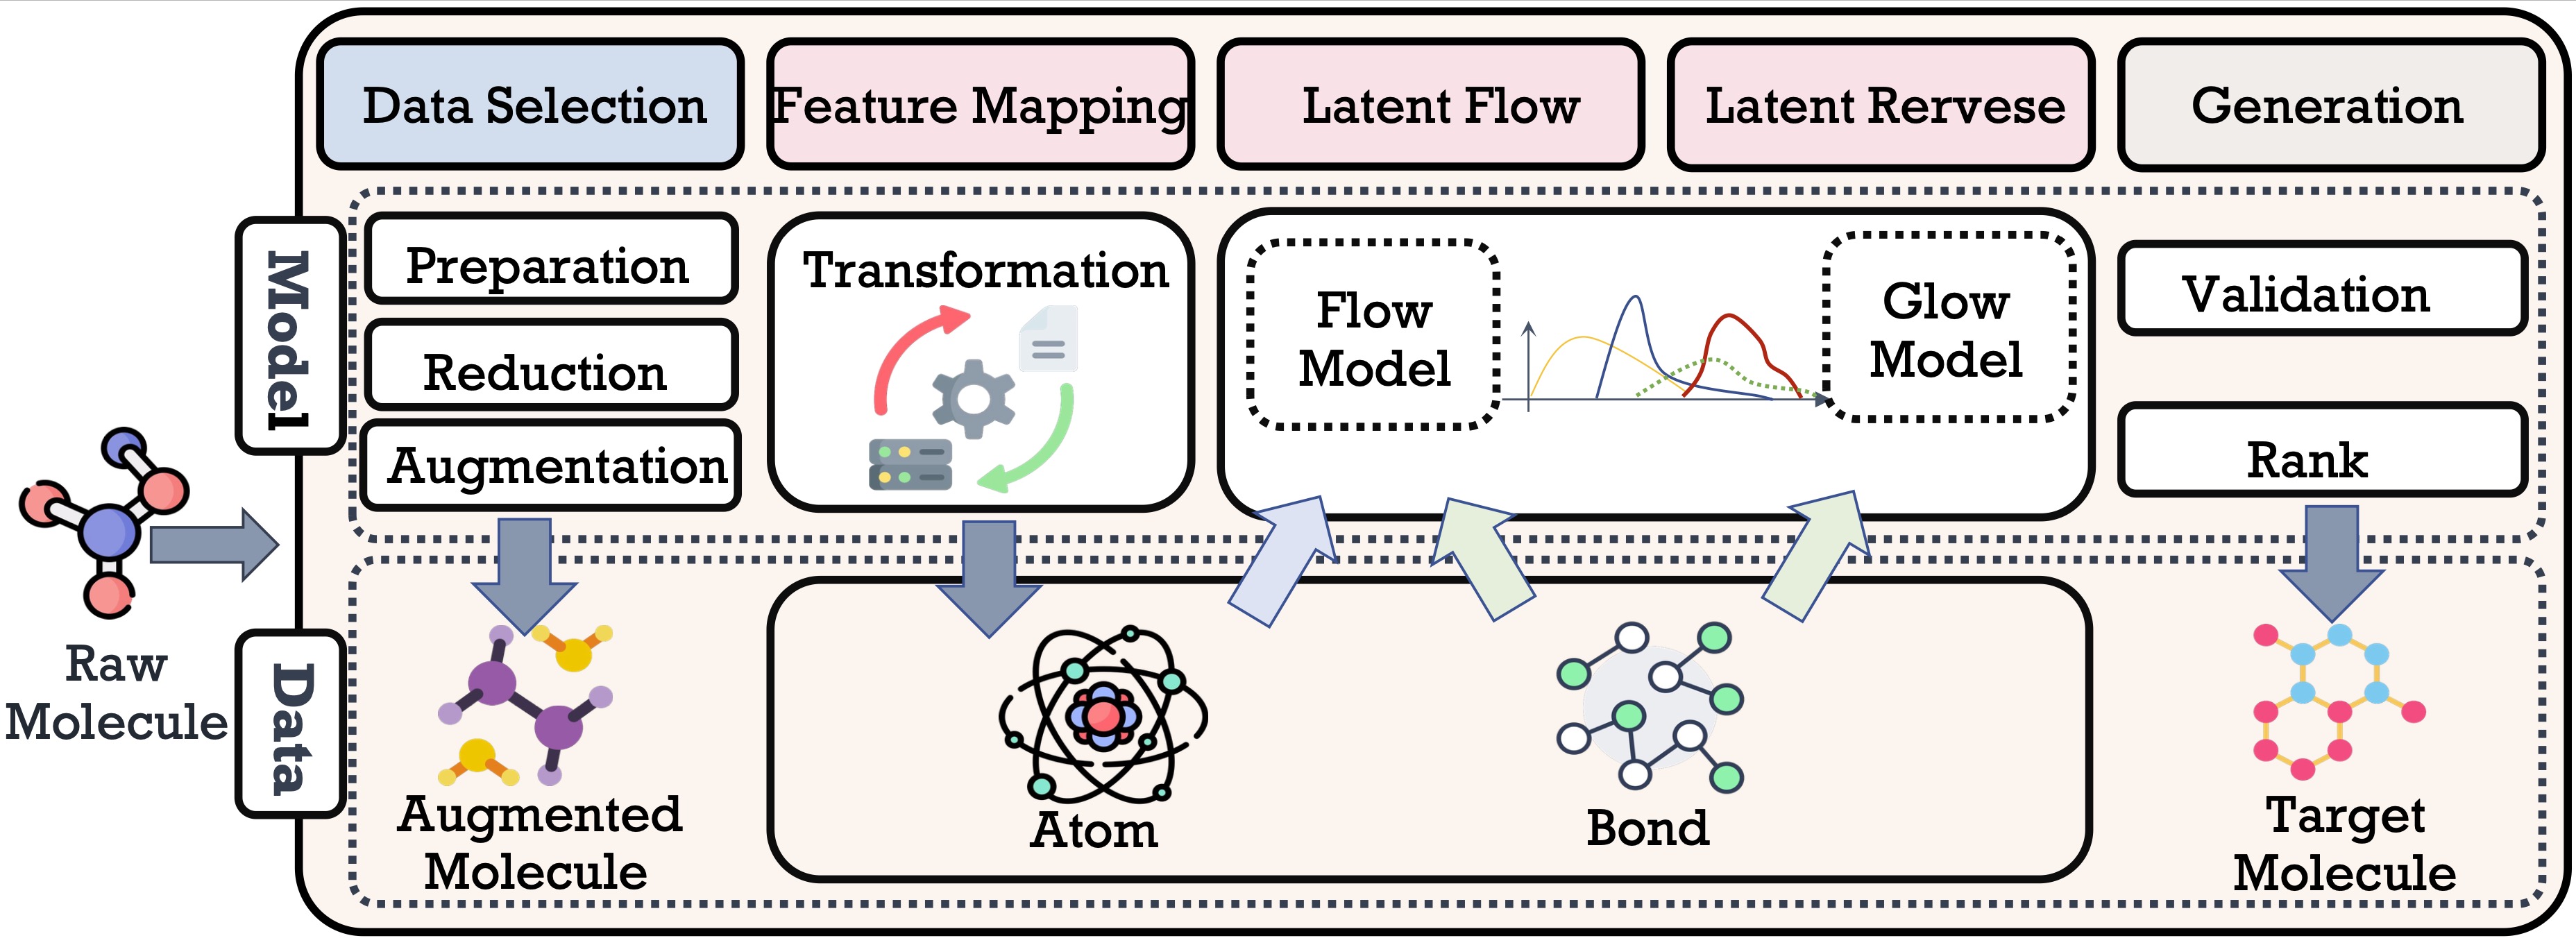 Data Selection
Feature Mapping
Latent Flow
Latent Rervese
Generation
Model
Preparation
Reduction
Augmentation
Transformation
Flow
Model
Glow
Model
Validation
Rank
Raw
Molecule
Data
Augmented
Molecule
Atom
Bond
Target
Molecule